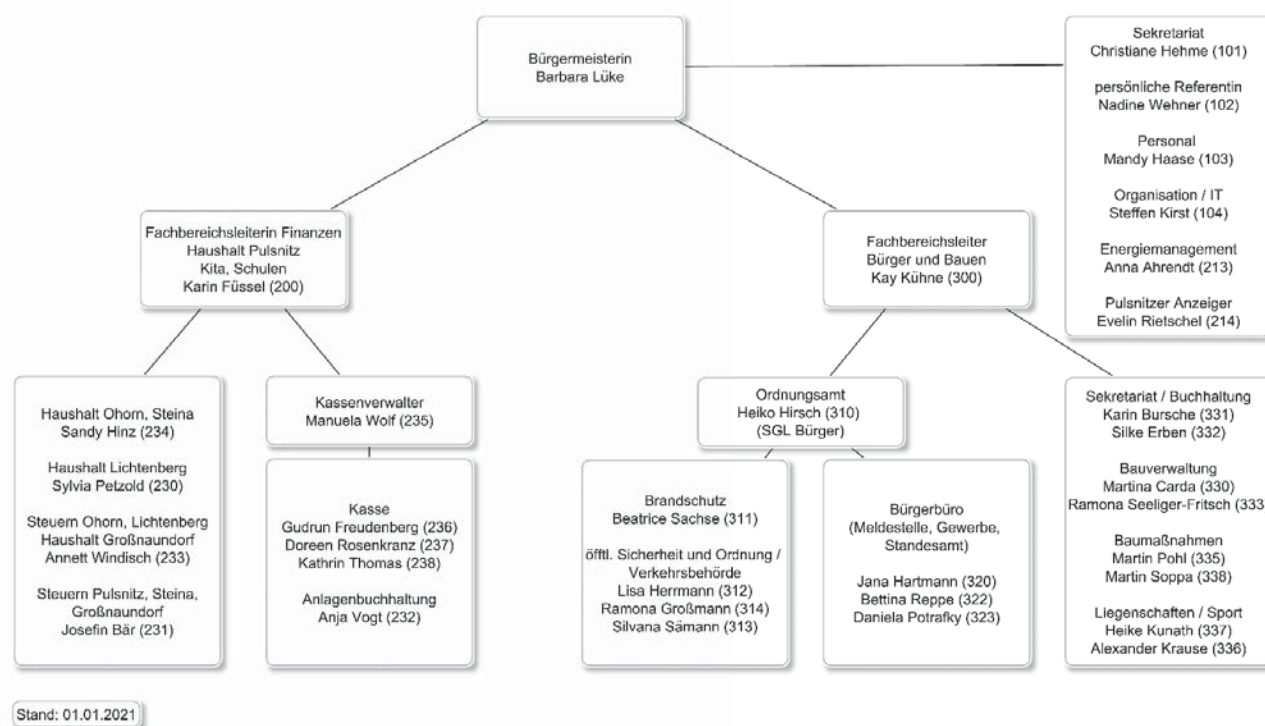 Bürgermeisterin
Barbara Lüke
Sekretariat
Christiane Hehme (101)
persönliche Referentin
Nadine Wehner (102)
Personal
Mandy Haase (103)
Organisation / IT
Steffen Kirst (104)
Energiemanagement
Anna Ahrendt (213)
Pulsnitzer Anzeiger
Evelin Rietschel (214)
Fachbereichsleiterin Finanzen
Haushalt Pulsnitz
Kita, Schulen
Karin Füssel (200)
Fachbereichsleiter
Bürger und Bauen
Kay Kühne (300)
Haushalt Ohorn, Steina
Sandy Hinz (234)
Haushalt Lichtenberg
Sylvia Petzold (230)
Steuern Ohorn, Lichtenberg
Haushalt Großnaundorf
Annett Windisch (233)
Steuern Pulsnitz, Steina,
Großnaundorf
Josefin Bär (231)
Kassenverwalter
Manuela Wolf (235)
Kasse
Gudrun Freudenberg (236)
Doreen Rosenkranz (237)
Kathrin Thomas (238)
Anlagenbuchhaltung
Anja Vogt (232)
Ordnungsamt
Heiko Hirsch (310)
(SGL Bürger)
Brandschutz
Beatrice Sachse (311)
öfftl. Sicherheit und Ordnung /
Verkehrsbehörde
Lisa Herrmann (312)
Ramona Großmann (314)
Silvana Sämann (313)
Bürgerbüro
(Meldestelle, Gewerbe,
Standesamt)
Jana Hartmann (320)
Bettina Reppe (322)
Daniela Potrafky (323)
Sekretariat / Buchhaltung
Karin Bursche (331)
Silke Erben (332)
Bauverwaltung
Martina Carda (330)
Ramona Seeliger-Fritsch (333
Baumaßnahmen
Martin Pohl (335)
Martin Soppa (338)
Liegenschaften / Sport
Heike Kunath (337)
Alexander Krause (336)
Stand: 01.01.2021